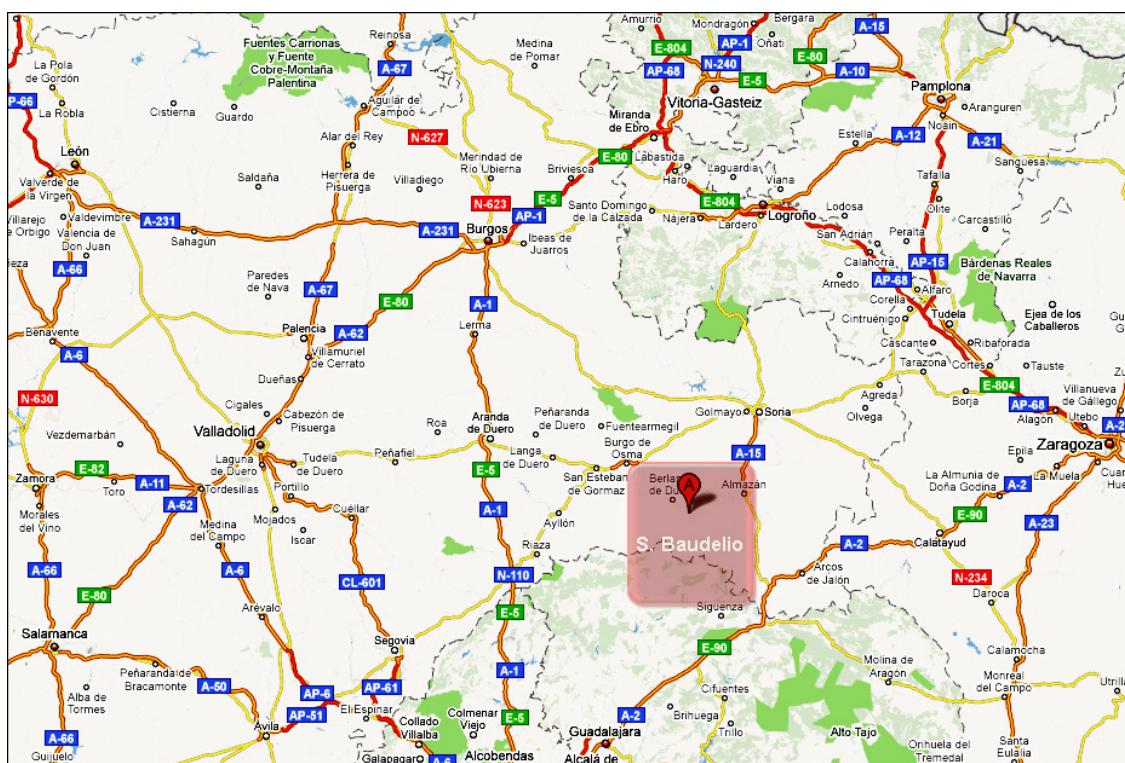 Fuentes Carrionas
y Fuente
Cobre-Montaña
Palentina
Reinosa
Medina
de Pomar
Amurrio
Mondragón
Bergara
Oñati
E-804
AP-1
N-240
E-5
E-80
A-15
A-10
AP-68
Vitoria-Gasteiz
Pamplona
Aranguren
Noain
A-21
A-12
Estella
Sanguesa
La Pola
de Gordón
AP-66
La Robla
Cistierna
Guardo
A-67
Aguilar de
Campoo
Alar del Rey
N-627
Miranda
de Ebro
E-80
Labastida
Laguardia
Haro
Viana
León
Valverde de
la Virgen
Saldaña
Herrera de
Pisuerga
Villadiego
Merindad de
Río Ubierna
Briviesca
N-623
E-5
AP-1
Santo Domingo
de la Calzada
Nájera
E-804
Logroño
Lardero
Lodosa
Tafalla
Olite
Carcastillo
San Adrián
Peralta
Villarejo
de Orbigo
Valdevimbre
Valencia de
Don Juan
A-231
Sahagún
A-231
Burgos
Ibeas de
Juarros
Calahorra
AP-15
AP-68
Bárdenas Reales
de Navarra
A-66
Paredes
de Nava
A-67
E-80
A-1
Arnedo
Alfaro
Corella
Cintruénigo
Tudela
Ejea de los
Caballeros
Benavente
A-6
Palencia
A-62
Villamuriel
de Cerrato
Lerma
Cascante
Ribaforada
Tarazona
Cortes
Tauste
N-630
Dueñas
Cigales
Cabezón de
Pisuerga
E-804
Villanueva
de Gállego
AP-68
Alagon
Utebo
Agreda
Borja
Olvega
Vezdemarbán
Valladolid
Roa
Aranda
de Duero
Peñaranda
de Duero
Fuentearmegil
Golmayo
Soria
A-2
Zaragoza
E-82
Laguna de
Duero
Tudela
de Duero
Peñafiel
Langa
de Duero
Burgo de
Osma
A-15
Epila
La Muela
Zamora
Toro
A-11
Tordesillas
Portillo
E-5
San Esteban
de Gormaz
A
Almazán
La Almunia de
Doña Godina
A-2
A-62
Morales
del Vino
Medina
del Campo
Mojados
Cuéllar
Iscar
A-1
Ayllón
S. Baudelio
E-90
A-23
Calatayud
A-66
A-6
CL-601
Riaza
N-110
A-2
Arcos
de Jalón
N-234
Daroca
E-80
Arévalo
E-5
Sigüenza
Salamanca
Segovia
E-90
Calamocha
Peñaranda de
Bracamonte
A-50
AP-6
AP-61
A-1
Molina de
Aragón
Monreal
del Campo
Utrilla
Alba de
Tormes
AP-51
El Espinar
Collado
Villalba
Colmenar
Viejo
E-5
A-2
Cifuentes
Brihuega
Trillo
Alto Tajo
A-66
Avila
Guadalajara
Santa
Eulalia
Guijuelo
Galapagar
A-6
Alcobendas
Alcalá de
Orihuela del
Tremedal